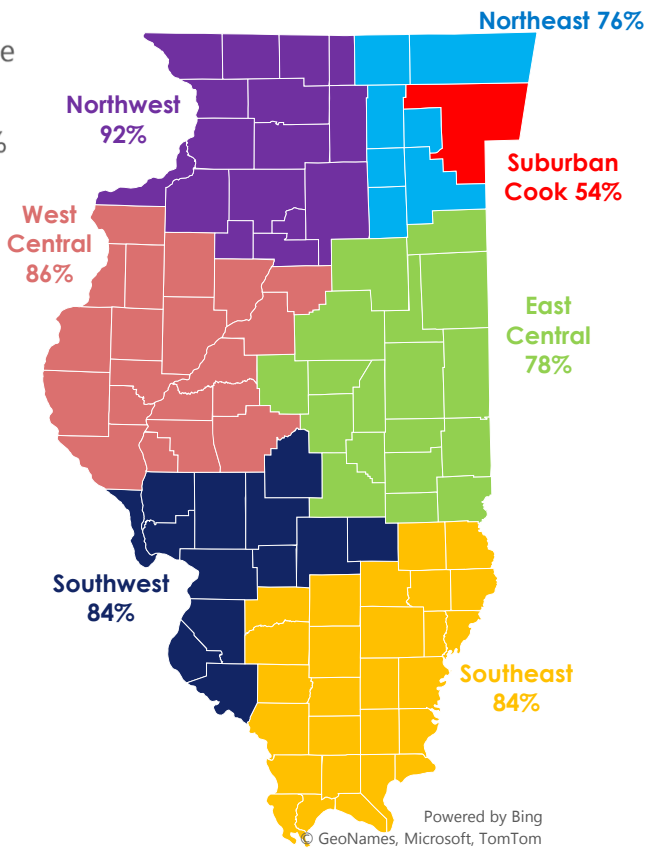 Northeast 76%
e
%
Northwest
92%
Suburban
Cook 54%
West
Central
86%
East
Central
78%
Southwest
84%
Southeast
84%
Powered by Bing
© GeoNames, Microsoft, TomTom